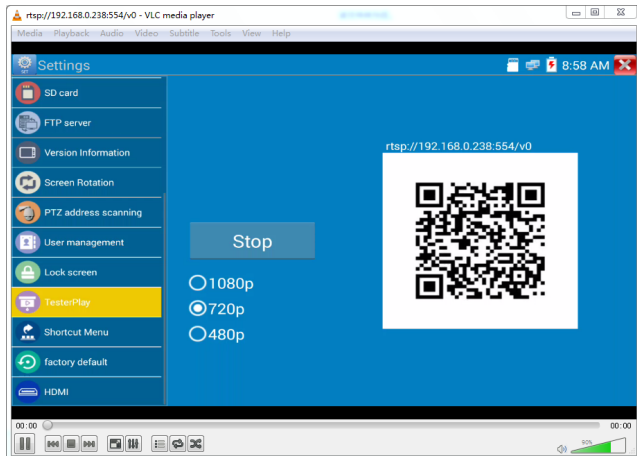 rtsp://192.168.0.238:554/v0 - VLC media player
Media Playback Audio Video Subtitle Tools View Help
SET
Settings
8:58 AM
SD card
FTP server
Version Information
Screen Rotation
PTZ address scanning
User management
Lock screen
TesterPlay
Shortcut Menu
factory default
HDMI
Stop
1080p
720p
480p
rtsp://192.168.0.238:554/v0
00:00
00:00
90%